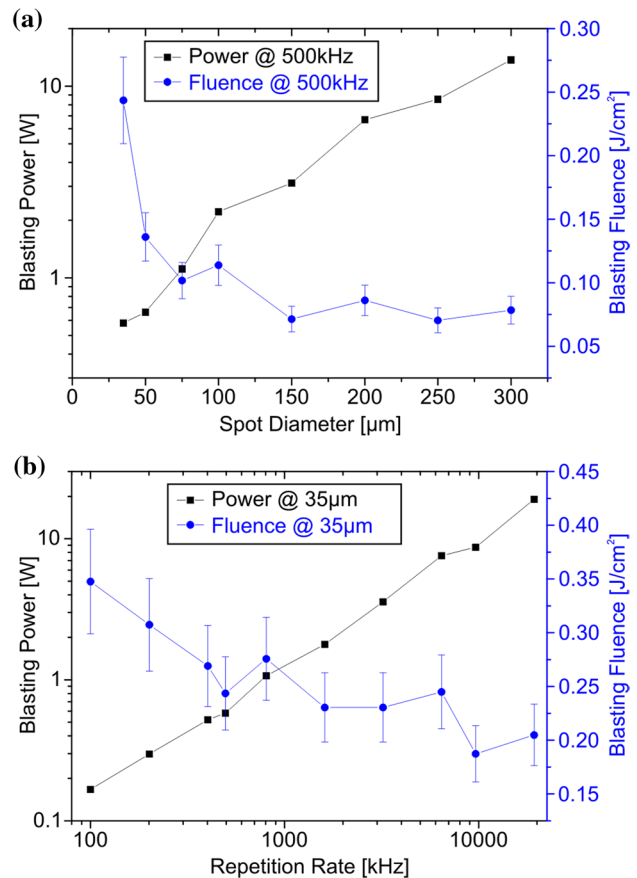 (a)
Power @ 500kHz
Fluence @ 500kHz
Blasting Power [W]
10
1
0.30
0.25
0.20
0.15
0.10
0.05
Blasting Fluence [J/cm²]
0 50 100 150 200 250 300
Spot Diameter [µm]
(b)
Power @ 35µm
Fluence @ 35µm
Blasting Power [W]
10
1
0.1
0.45
0.40
0.35
0.30
0.25
0.20
0.15
Blasting Fluence [J/cm²]
100 1000 10000
Repetition Rate [kHz]